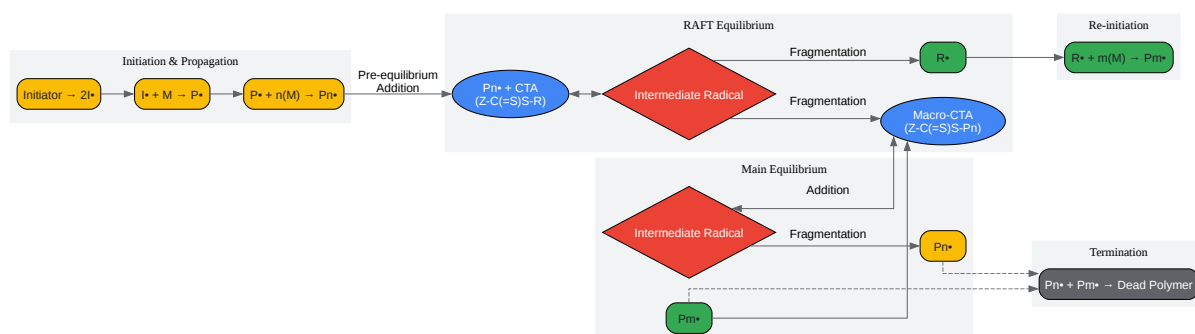 Initiation & Propagation
Initiator → 2I•
I• + M → P•
P• + n(M) → Pn•
Pre-equilibrium
Addition
RAFT Equilibrium
Pn• + CTA
(Z-C(=S)S-R)
Intermediate Radical
Fragmentation
R•
Fragmentation
Macro-CTA
(Z-C(=S)S-Pn)
Re-initiation
R• + m(M) → Pm•
Main Equilibrium
Addition
Intermediate Radical
Fragmentation
Pn•
Pm•
Termination
Pn• + Pm• → Dead Polymer